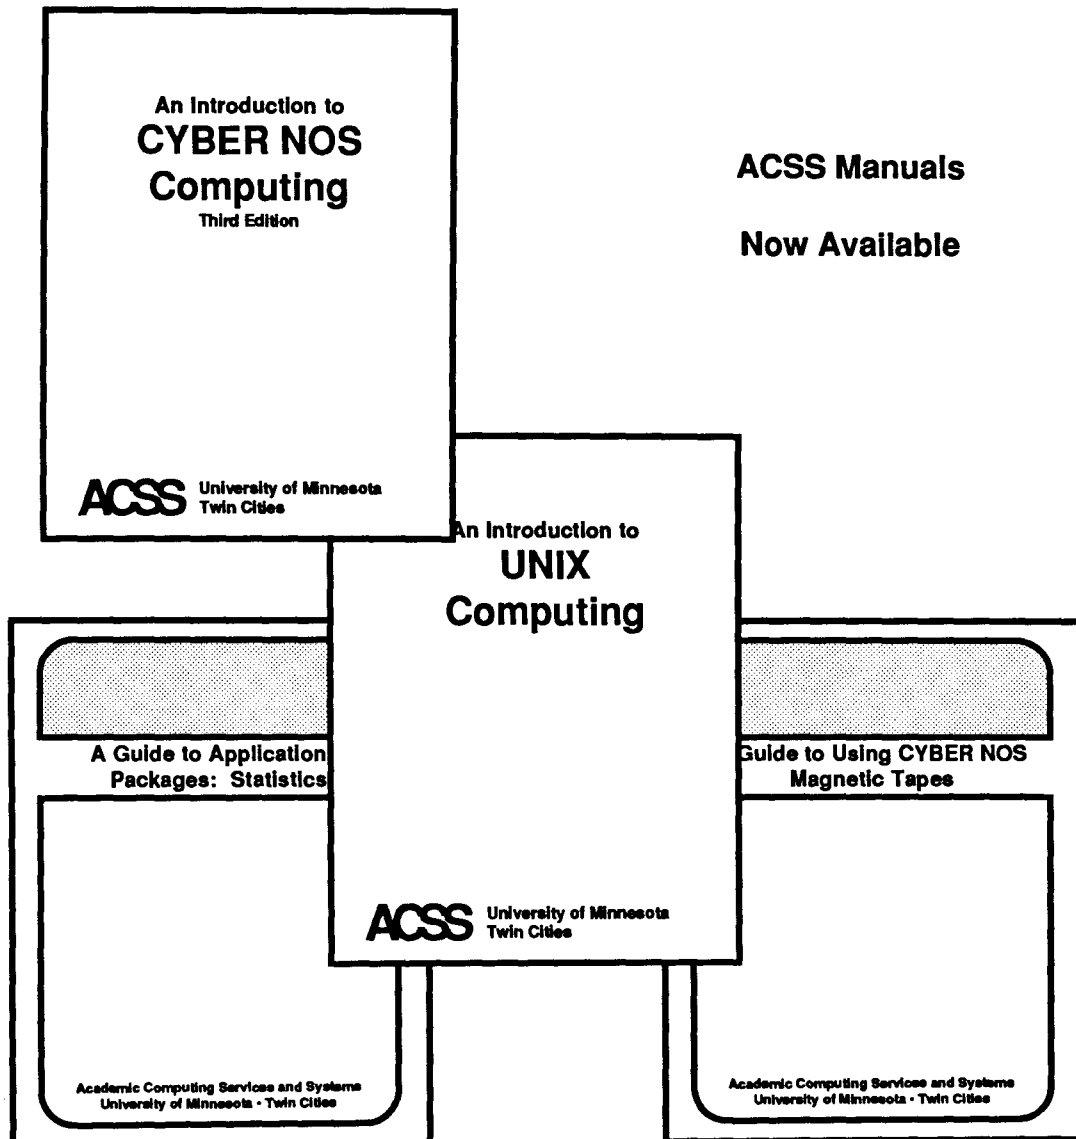 An Introduction to
CYBER NOS
Computing
Third Edition
ACSS University of Minnesota
Twin Cities
ACSS Manuals
Now Available
An Introduction to
UNIX
Computing
ACSS University of Minnesota
Twin Cities
A Guide to Application
Packages: Statistics
Academic Computing Services and Systems
University of Minnesota · Twin Cities
Guide to Using CYBER NOS
Magnetic Tapes
Academic Computing Services and Systems
University of Minnesota · Twin Cities